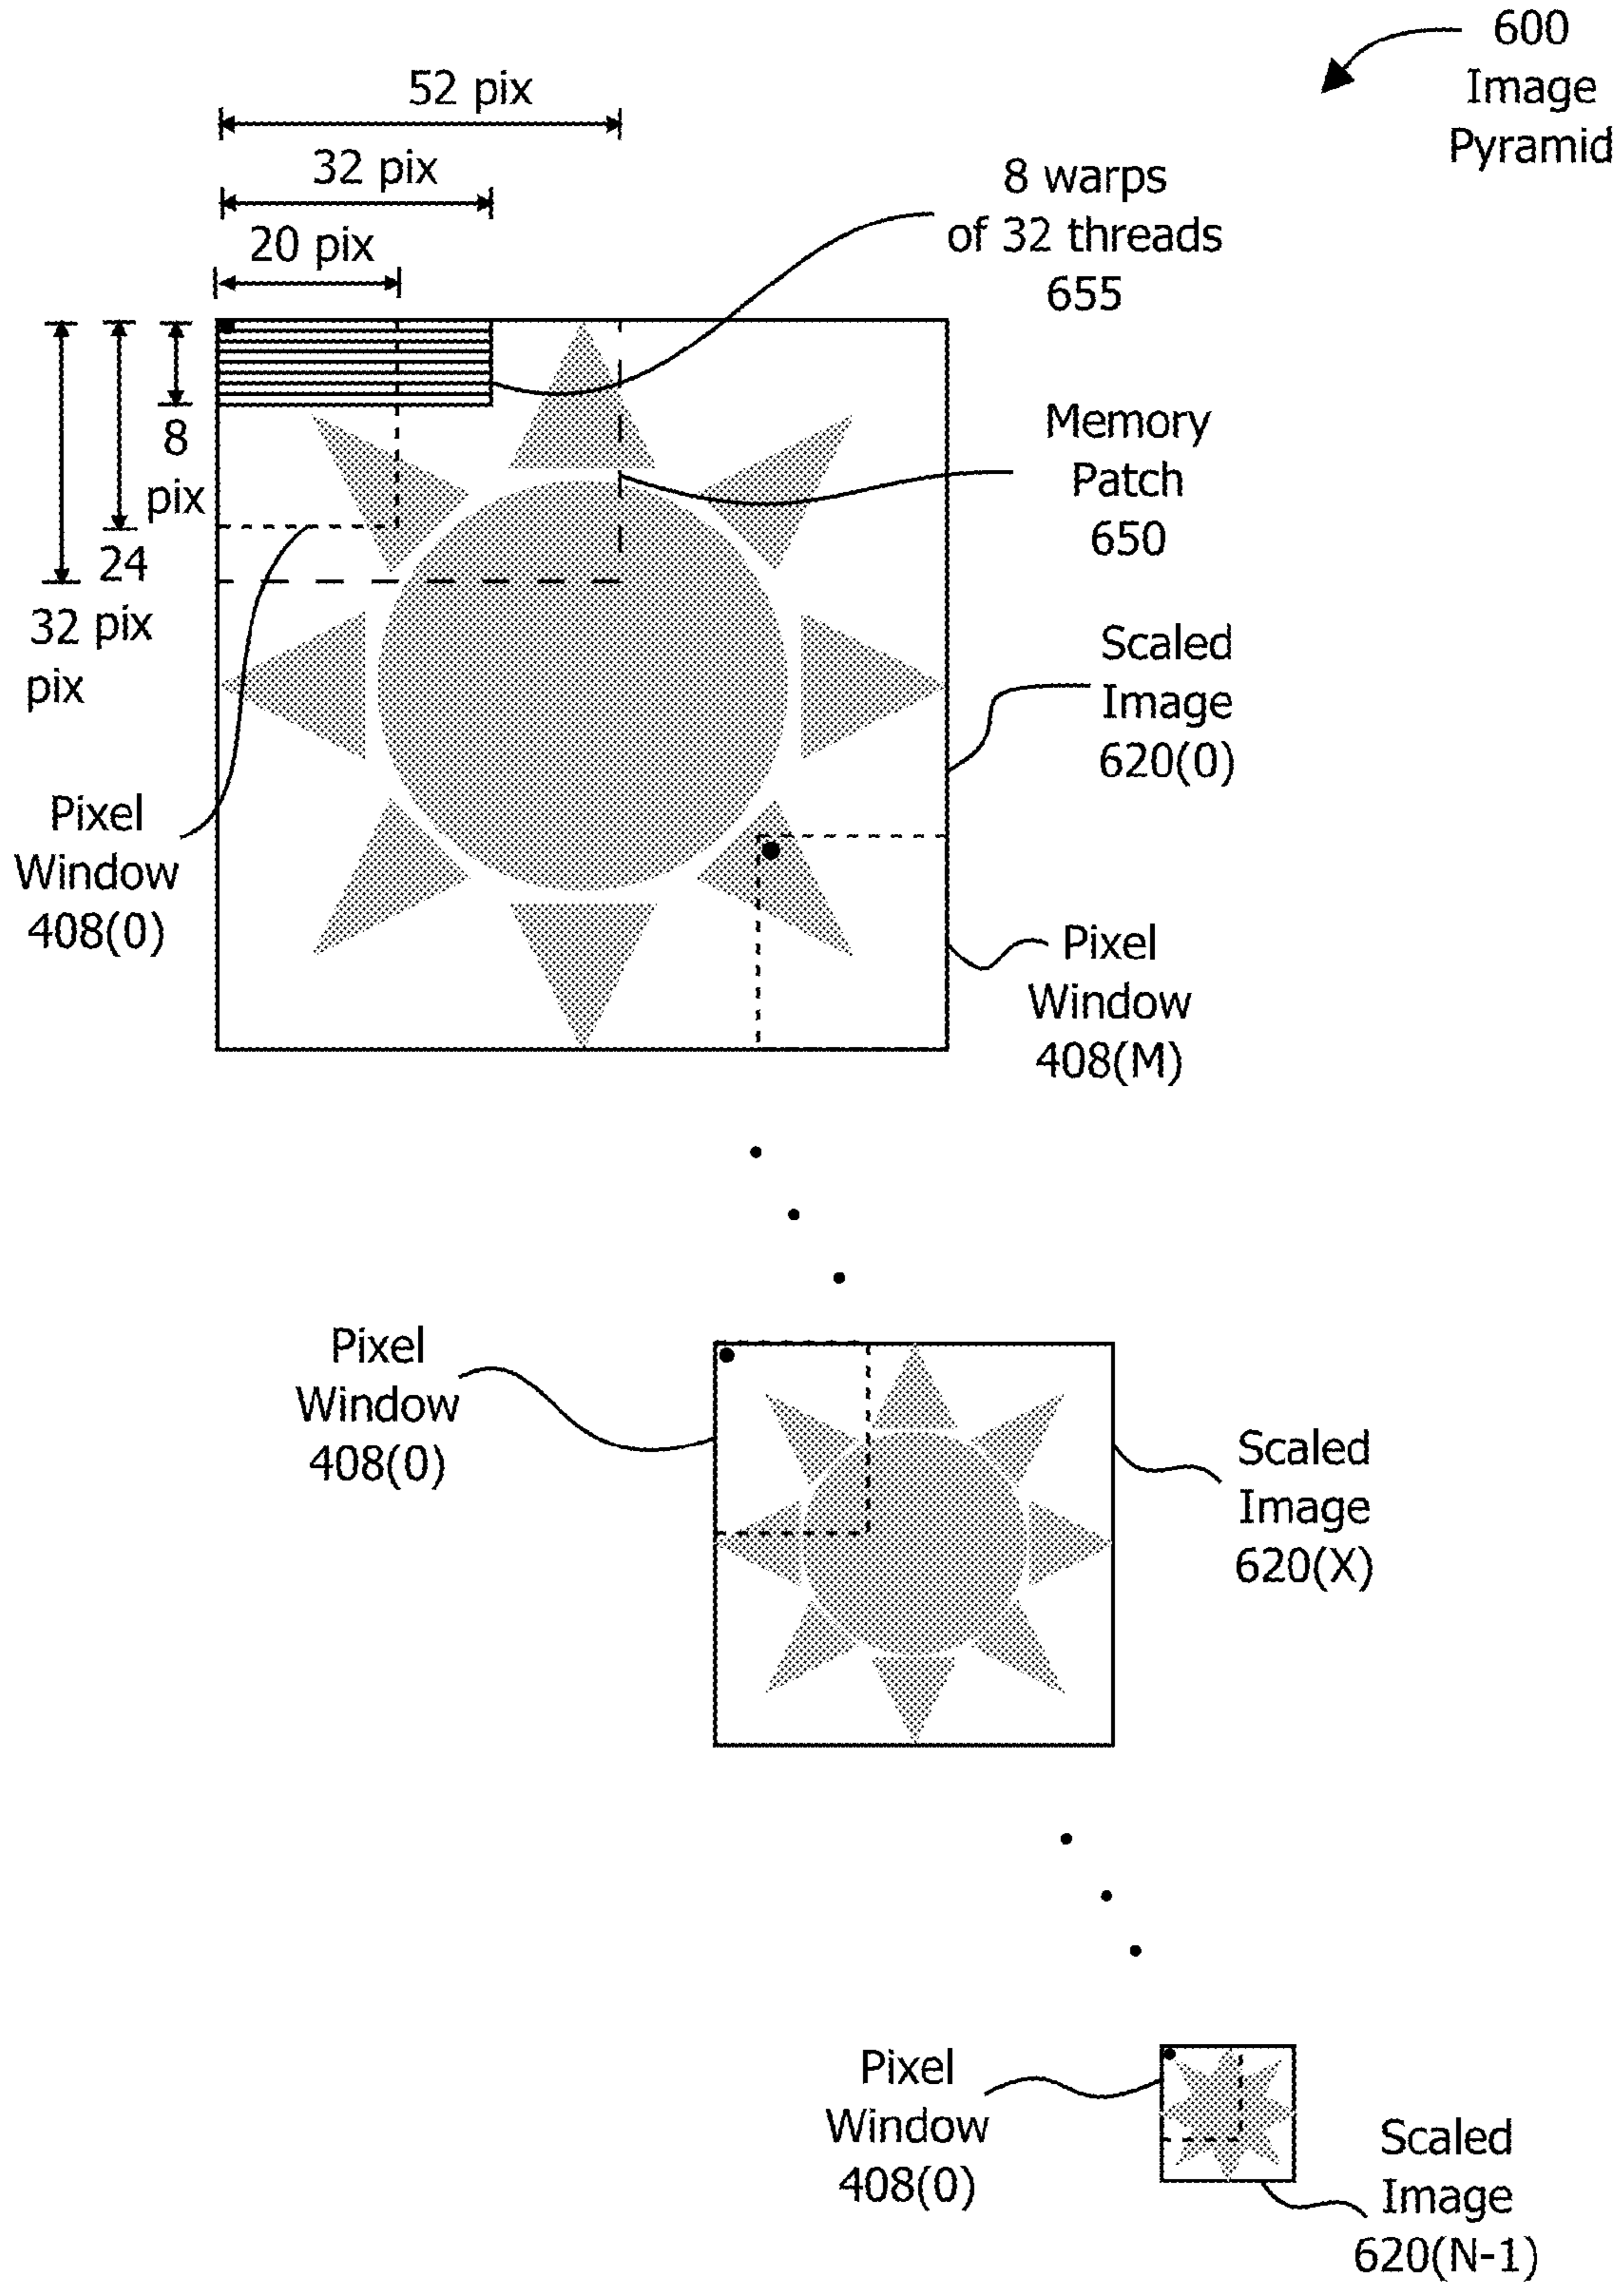 600
Image
Pyramid
52 pix
32 pix
20 pix
8 warps
of 32 threads
655
8
pix
24
pix
32
pix
Memory
Patch
650
Scaled
Image
620(0)
Pixel
Window
408(0)
Pixel
Window
408(M)
Pixel
Window
408(0)
Scaled
Image
620(X)
Pixel
Window
408(0)
Scaled
Image
620(N-1)